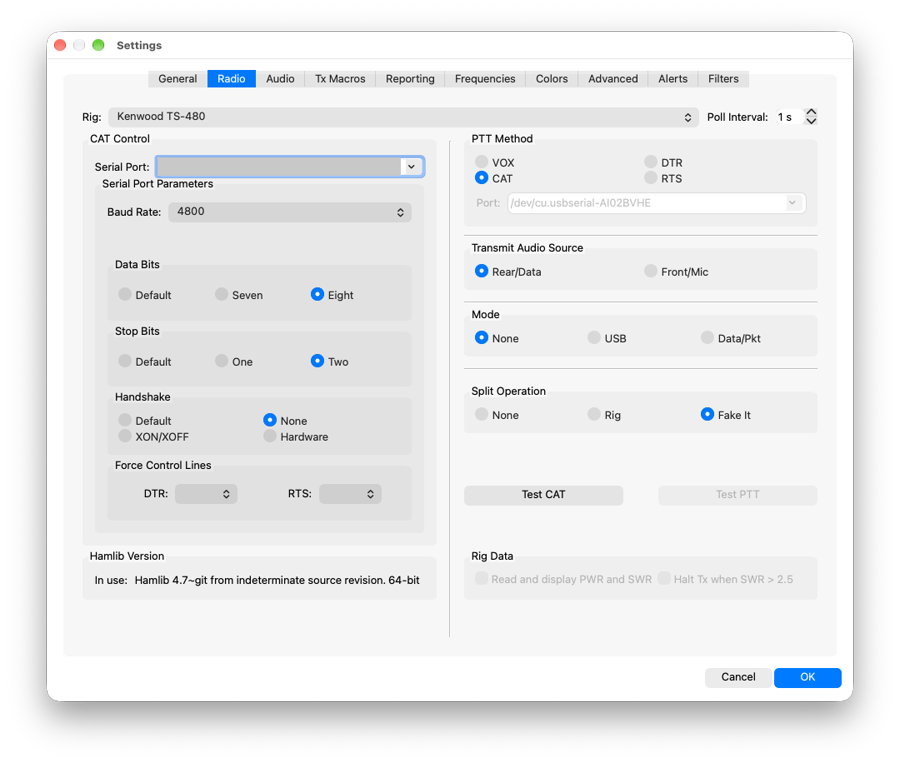 Settings
General Radio Audio Tx Macros Reporting Frequencies Colors Advanced Alerts Filters
Rig: Kenwood TS-480 Poll Interval: 1 s
CAT Control
Serial Port:
Serial Port Parameters
Baud Rate: 4800
Data Bits
Default Seven Eight
Stop Bits
Default One Two
Handshake
Default None
XON/XOFF Hardware
Force Control Lines
DTR: RTS:
Hamlib Version
In use: Hamlib 4.7~git from indeterminate source revision. 64-bit
PTT Method
VOX DTR
CAT RTS
Port: /dev/cu.usbserial-AI02BVHE
Transmit Audio Source
Rear/Data Front/Mic
Mode
None USB Data/Pkt
Split Operation
None Rig Fake It
Test CAT Test PTT
Rig Data
Read and display PWR and SWR Halt Tx when SWR > 2.5
Cancel OK